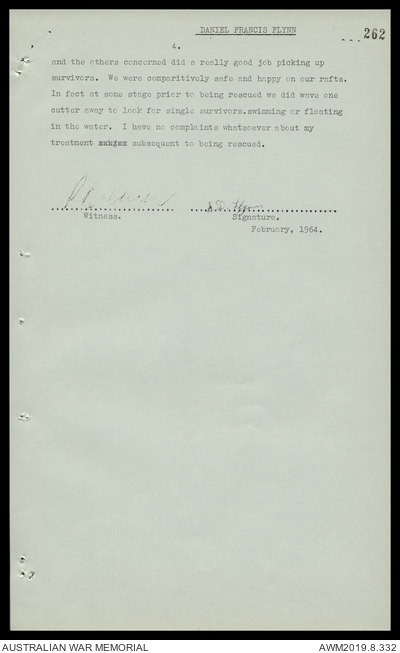 DANIEL FRANCIS FLYNN
262
4.
and the others concerned did a really good job picking up
survivors. We were comparitively safe and happy on our rafts.
In fact at some stage prior to being rescued we did wave one
cutter away to look for single survivors.swimming or floating
in the water. I have no complaints whatsoever about my
treatment subsequent to being rescued.
Witness. Signature.
February, 1964.
AUSTRALIAN WAR MEMORIAL AWM2019.8.332